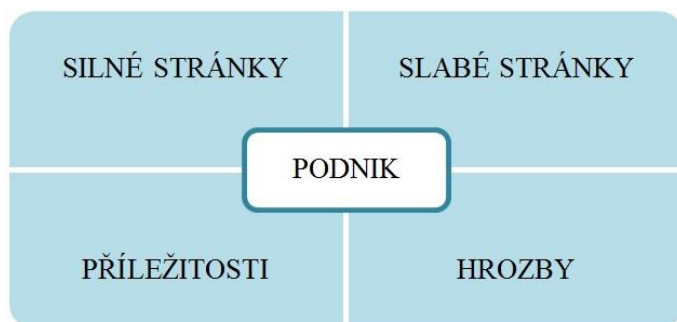 SILNÉ STRÁNKY
SLABÉ STRÁNKY
PODNIK
PŘÍLEŽITOSTI
HROZBY